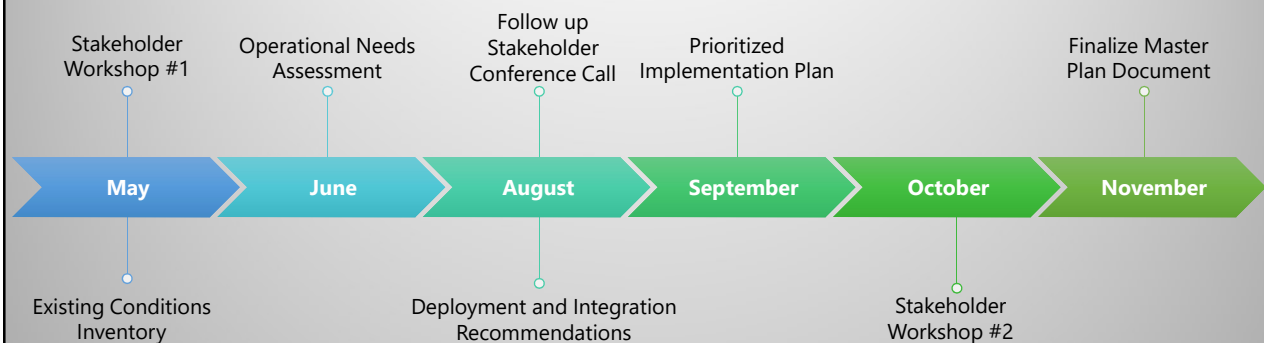 Stakeholder
Workshop #1
Operational Needs
Assessment
Follow up
Stakeholder
Conference Call
Prioritized
Implementation Plan
Finalize Master
Plan Document
May
June
August
September
October
November
Existing Conditions
Inventory
Deployment and Integration
Recommendations
Stakeholder
Workshop #2